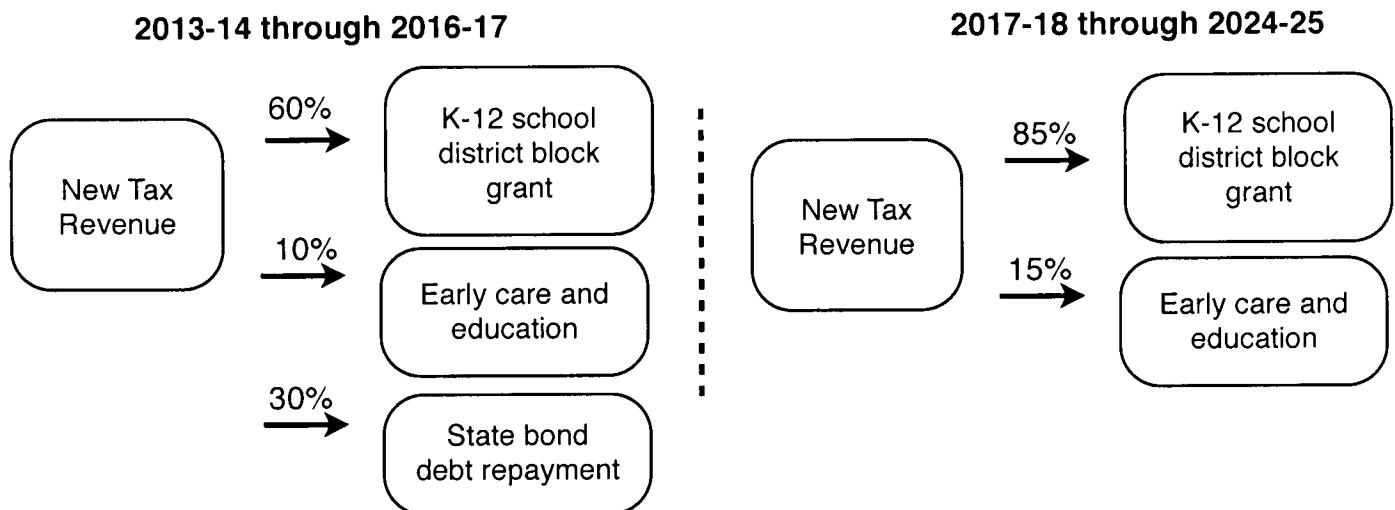 2013-14 through 2016-17
New Tax
Revenue
60%
K-12 school
district block
grant
10%
Early care and
education
30%
State bond
debt repayment
2017-18 through 2024-25
New Tax
Revenue
85%
K-12 school
district block
grant
15%
Early care and
education